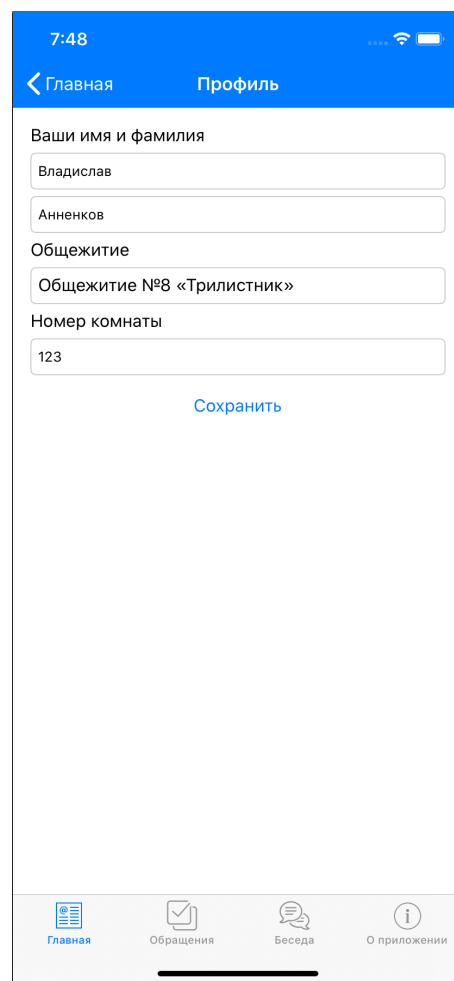 7:48
Главная Профиль
Ваши имя и фамилия
Владислав
Анненков
Общежитие
Общежитие №8 «Трилистник»
Номер комнаты
123
Сохранить
Главная Обращения Беседа О приложении